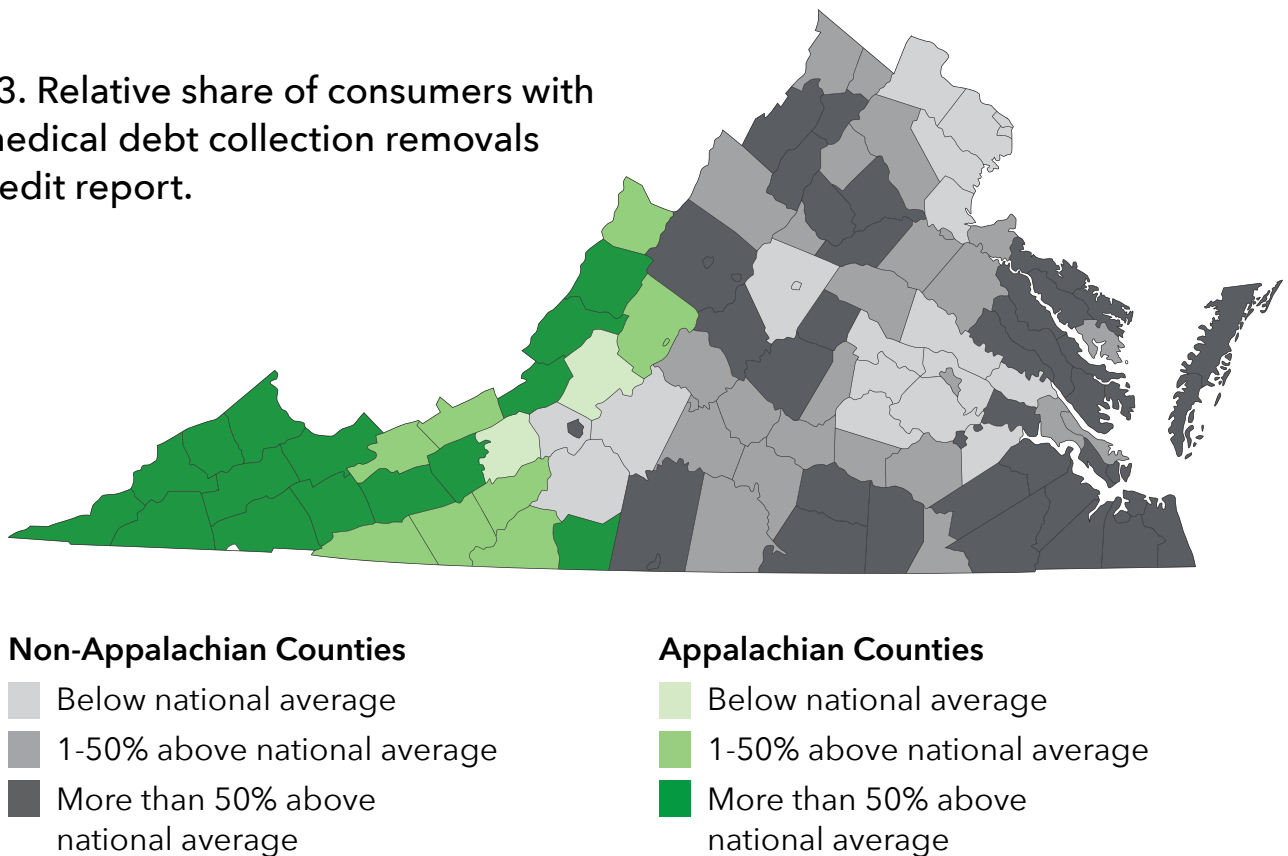 3. Relative share of consumers with
medical debt collection removals
edit report.
Non-Appalachian Counties
Below national average
1-50% above national average
More than 50% above
national average
Appalachian Counties
Below national average
1-50% above national average
More than 50% above
national average